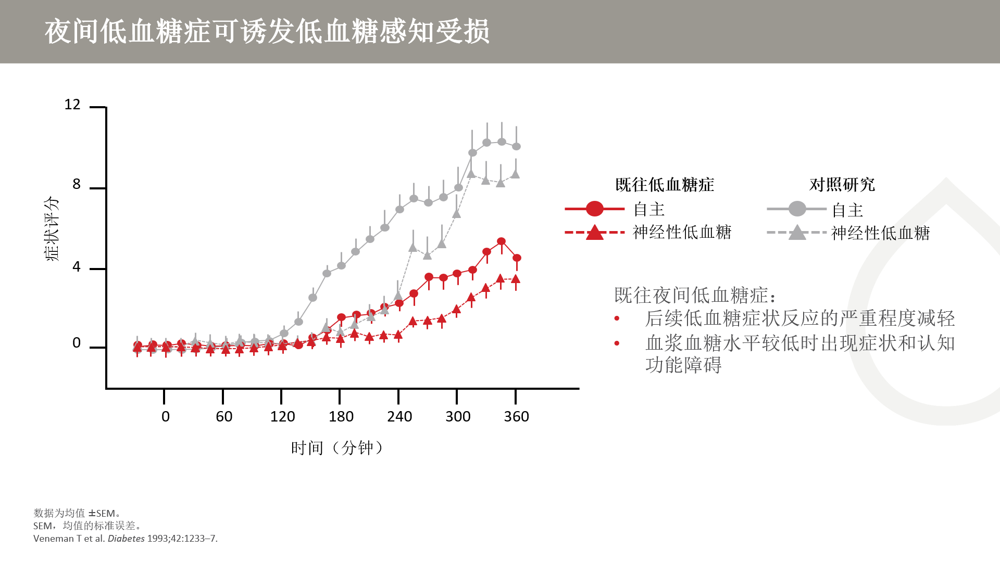 夜间低血糖症可诱发低血糖感知受损
12
8
4
0
症状评分
0 60 120 180 240 300 360
时间（分钟）
既往低血糖症
自主
神经性低血糖
对照研究
自主
神经性低血糖
既往夜间低血糖症：
• 后续低血糖症状反应的严重程度减轻
• 血浆血糖水平较低时出现症状和认知
功能障碍
数据为均值 ±SEM。
SEM，均值的标准误差。
Veneman T et al. Diabetes 1993;42:1233–7.